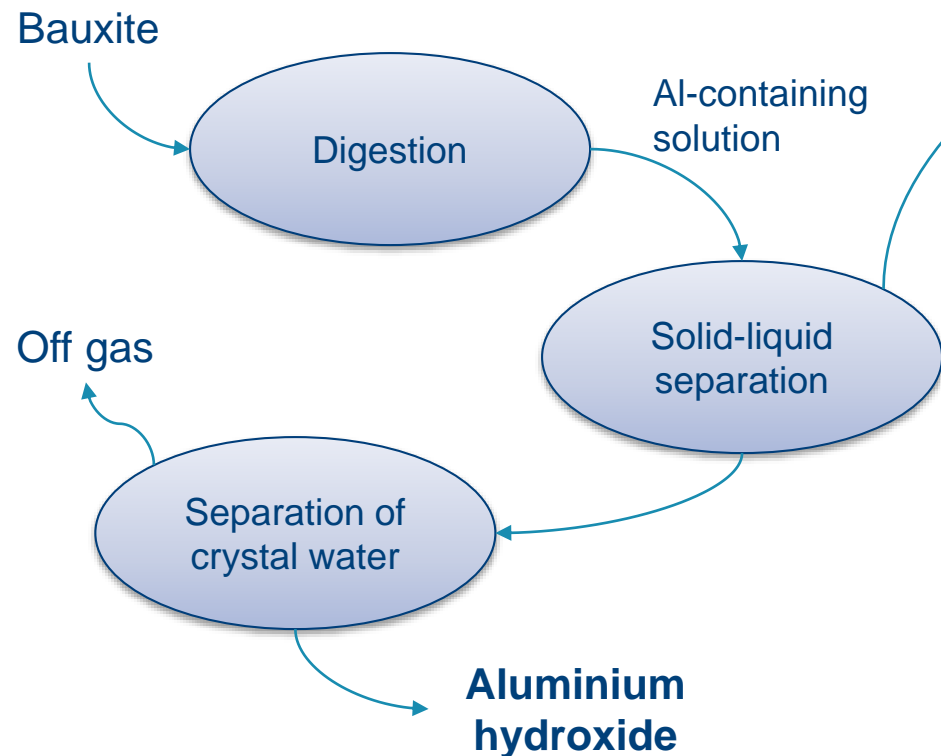 Bauxite
Digestion
Al-containing
solution
Solid-liquid
separation
Off gas
Separation of
crystal water
Aluminium
hydroxide